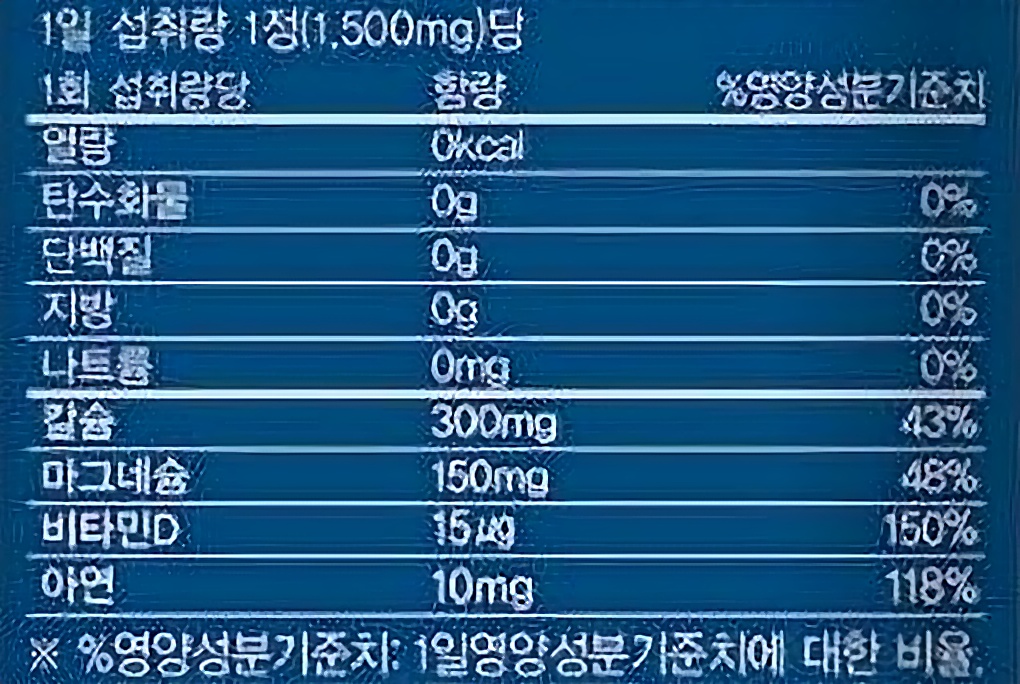 1일 섭취량 1정(1,500mg)당
1회 섭취량당 함량 %영양성분기준치
열량 0kcal
탄수화물 0g 0%
단백질 0g 0%
지방 0g 0%
나트륨 0mg 0%
칼슘 300mg 43%
마그네슘 150mg 48%
비타민D 15㎍ 150%
아연 10mg 118%
※ %영양성분기준치: 1일영양성분기준치에 대한 비율.